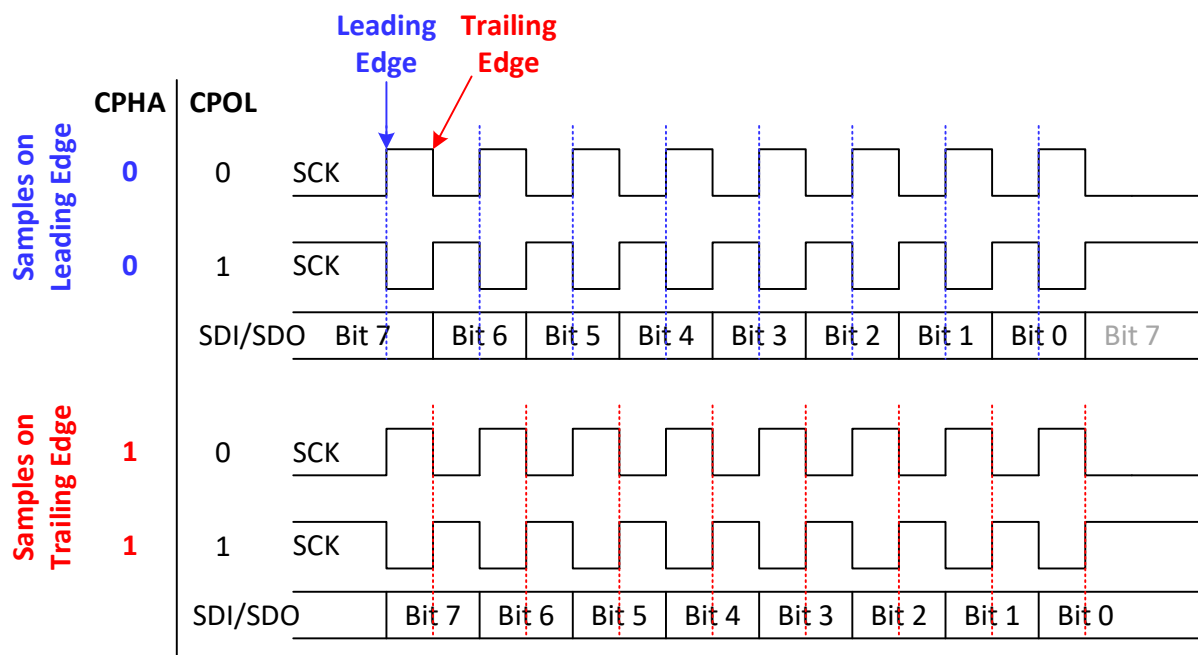 Leading Trailing
Edge Edge
CPHA CPOL
Samples on
Leading Edge
0 0 SCK
0 1 SCK
SDI/SDO Bit 7 Bit 6 Bit 5 Bit 4 Bit 3 Bit 2 Bit 1 Bit 0 Bit 7
Samples on
Trailing Edge
1 0 SCK
1 1 SCK
SDI/SDO Bit 7 Bit 6 Bit 5 Bit 4 Bit 3 Bit 2 Bit 1 Bit 0